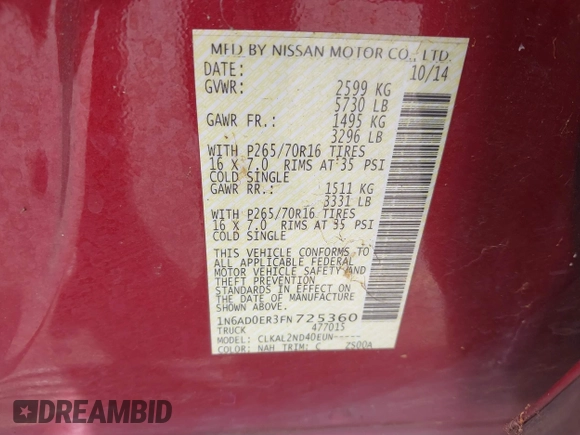 MFD BY NISSAN MOTOR CO., LTD.
DATE: 10/14
GVWR: 2599 KG
5730 LB
GAWR FR.: 1495 KG
3296 LB
WITH P265/70R16 TIRES
16 X 7.0 RIMS AT 35 PSI
COLD SINGLE
GAWR RR.: 1511 KG
3331 LB
WITH P265/70R16 TIRES
16 X 7.0 RIMS AT 35 PSI
COLD SINGLE
THIS VEHICLE CONFORMS TO
ALL APPLICABLE FEDERAL
MOTOR VEHICLE SAFETY AND
THEFT PREVENTION
STANDARDS IN EFFECT ON
THE DATE OF MANUFACTURE
SHOWN ABOVE.
1N6AD0ER3FN725360
TRUCK 477015
MODEL: CLKAL2ND40EUN-----
COLOR: NAH TRIM: C 7500A
DREAMBID